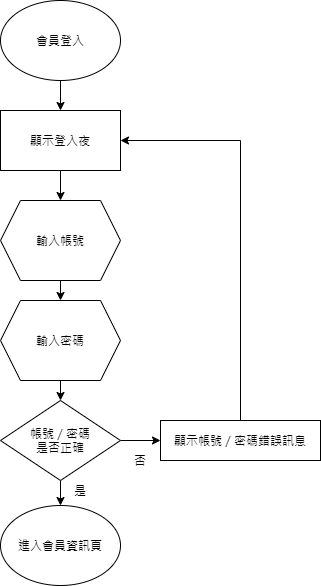 會員登入
顯示登入夜
輸入帳號
輸入密碼
帳號 / 密碼
是否正確
否
顯示帳號 / 密碼錯誤訊息
是
進入會員資訊頁